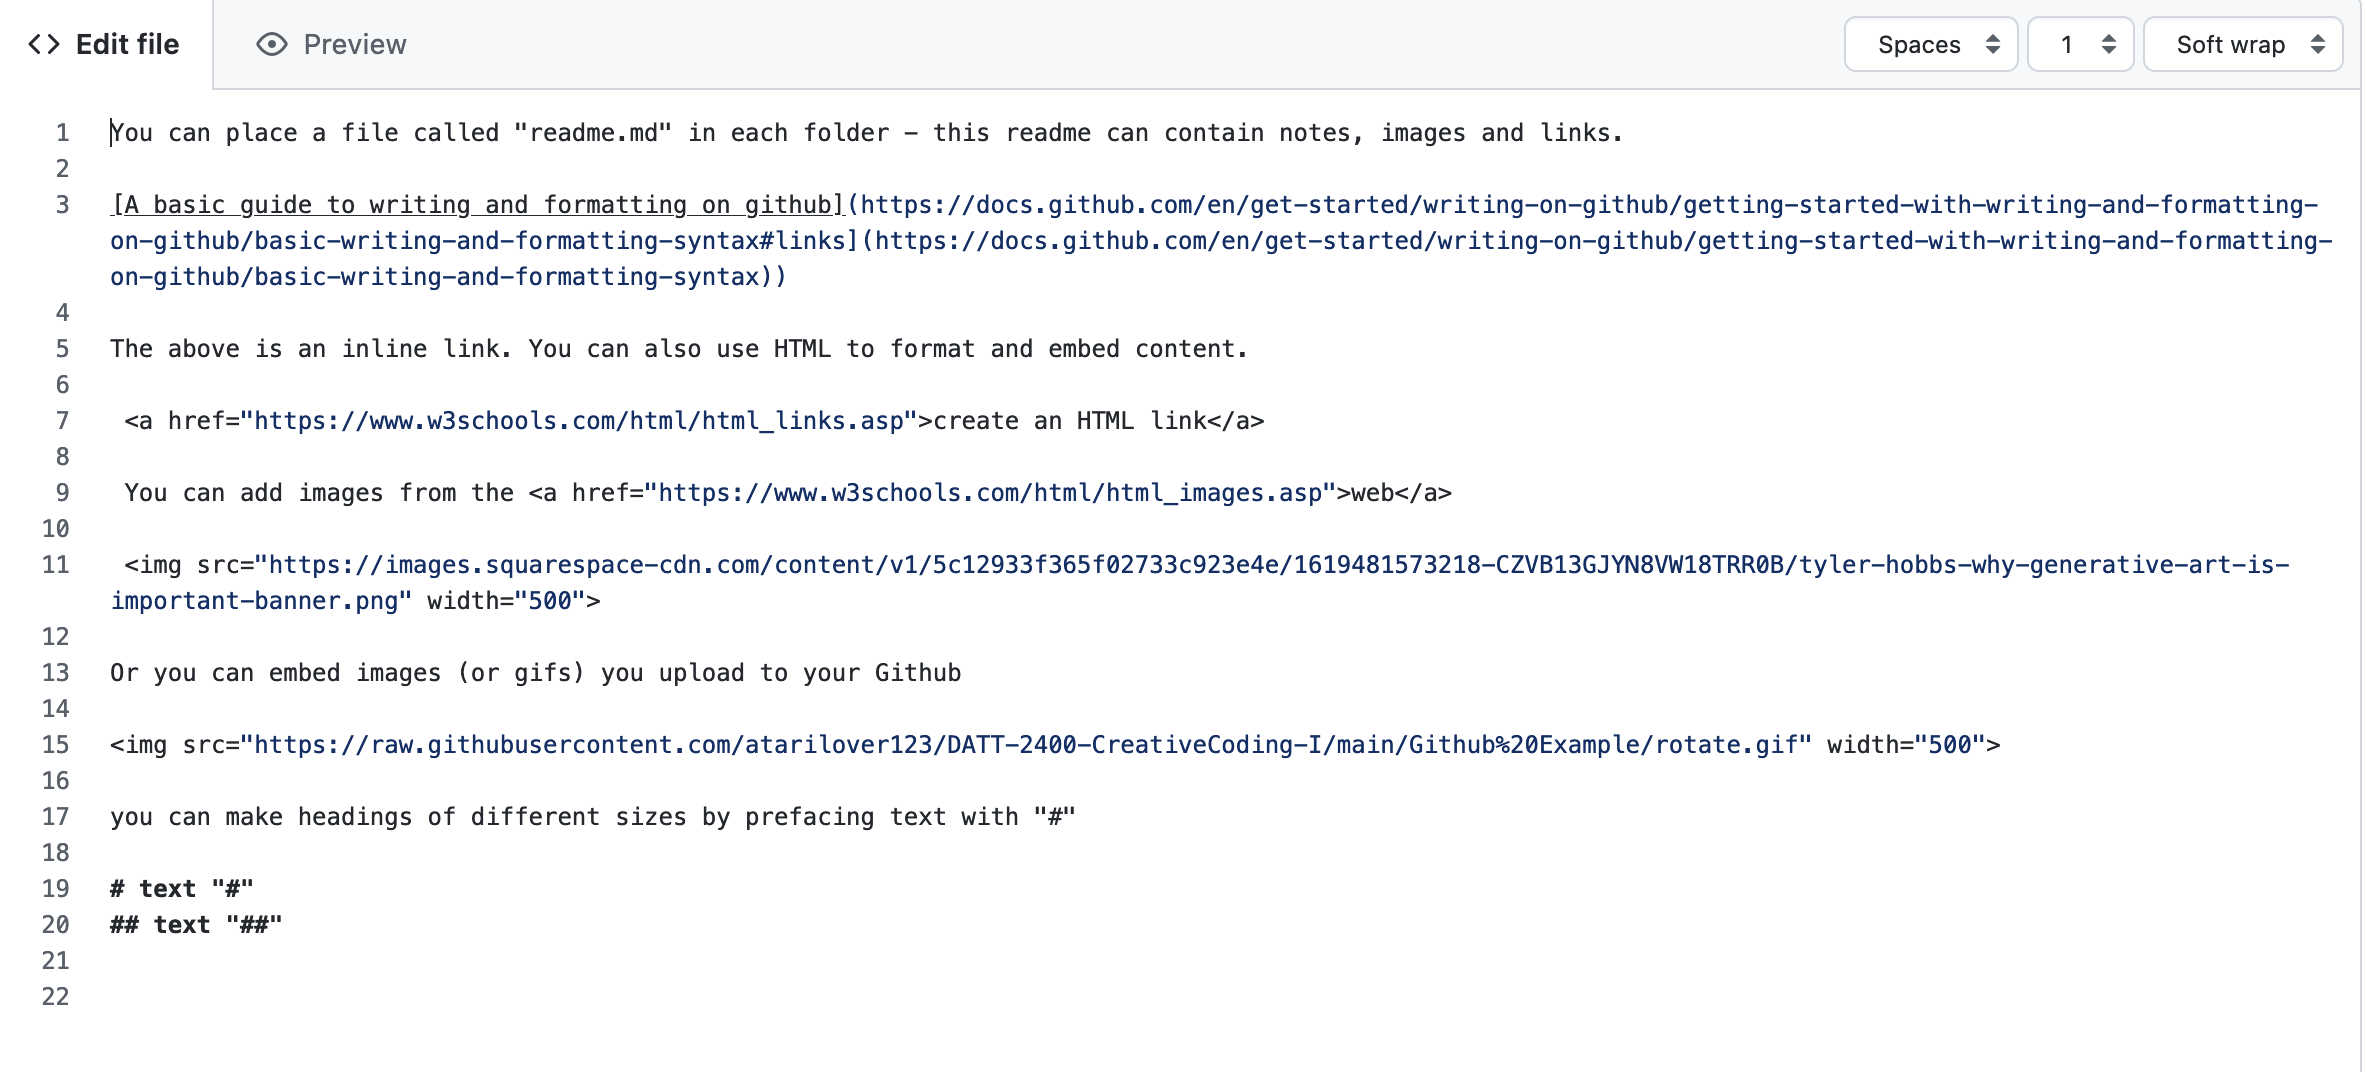 Edit file
Preview
Spaces
1
Soft wrap
1 You can place a file called "readme.md" in each folder - this readme can contain notes, images and links.
2
3 [A basic guide to writing and formatting on github](https://docs.github.com/en/get-started/writing-on-github/getting-started-with-writing-and-formatting-
on-github/basic-writing-and-formatting-syntax#links](https://docs.github.com/en/get-started/writing-on-github/getting-started-with-writing-and-formatting-
on-github/basic-writing-and-formatting-syntax))
4
5 The above is an inline link. You can also use HTML to format and embed content.
6
7  <a href="https://www.w3schools.com/html/html_links.asp">create an HTML link</a>
8
9  You can add images from the <a href="https://www.w3schools.com/html/html_images.asp">web</a>
10
11  <img src="https://images.squarespace-cdn.com/content/v1/5c12933f365f02733c923e4e/1619481573218-CZVB13GJYN8VW18TRR0B/tyler-hobbs-why-generative-art-is-
important-banner.png" width="500">
12
13 Or you can embed images (or gifs) you upload to your Github
14
15 <img src="https://raw.githubusercontent.com/atarilover123/DATT-2400-CreativeCoding-I/main/Github%20Example/rotate.gif" width="500">
16
17 you can make headings of different sizes by prefacing text with "#"
18
19 # text "#"
20 ## text "##"
21
22